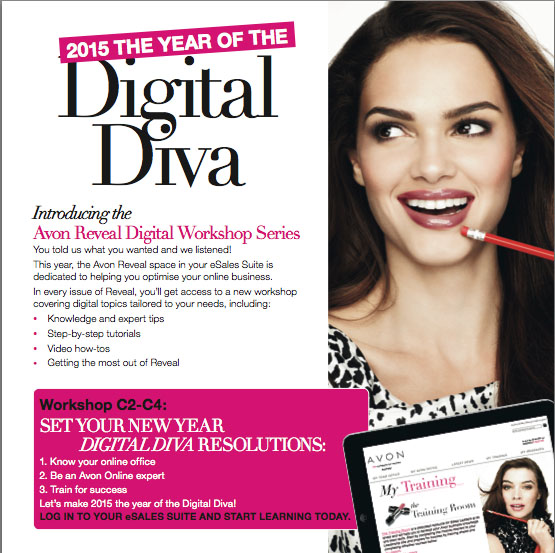 2015 THE YEAR OF THE
Digital
Diva
Introducing the
Avon Reveal Digital Workshop Series
You told us what you wanted and we listened!
This year, the Avon Reveal space in your eSales Suite is
dedicated to helping you optimise your online business.
In every issue of Reveal, you'll get access to a new workshop
covering digital topics tailored to your needs, including:
• Knowledge and expert tips
• Step-by-step tutorials
• Video how-tos
• Getting the most out of Reveal
Workshop C2-C4:
SET YOUR NEW YEAR
DIGITAL DIVA RESOLUTIONS:
1. Know your online office
2. Be an Avon Online expert
3. Train for success
Let's make 2015 the year of the Digital Diva!
LOG IN TO YOUR eSALES SUITE AND START LEARNING TODAY.
AVON
My Training
the
Training Room